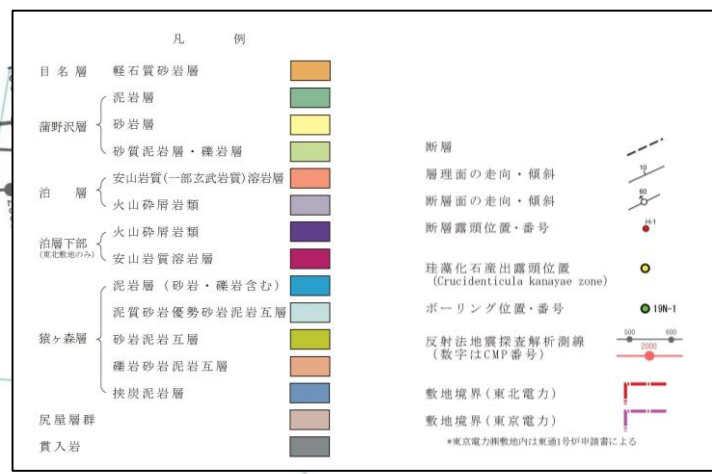 凡 例
目名層 軽石質砂岩層
蒲野沢層
泥岩層
砂岩層
砂質泥岩層・礫岩層
泊層
安山岩質(一部玄武岩質)溶岩層
火山砕屑岩類
泊層下部
(東北敷地のみ)
火山砕屑岩類
安山岩質溶岩層
猿ヶ森層
泥岩層(砂岩・礫岩含む)
泥質砂岩優勢砂岩泥岩互層
砂岩泥岩互層
礫岩砂岩泥岩互層
挟炭泥岩層
尻屋層群
貫入岩
断層
層理面の走向・傾斜 10
断層面の走向・傾斜 60
断層露頭位置・番号 H-1
珪藻化石産出露頭位置
(Crucidenticula kanayae zone)
ボーリング位置・番号 19N-1
反射法地震探査解析測線
(数字はCMP番号)
500 600
2000
敷地境界(東北電力)
敷地境界(東京電力)
*東京電力㈱敷地内は東通1号炉申請書による